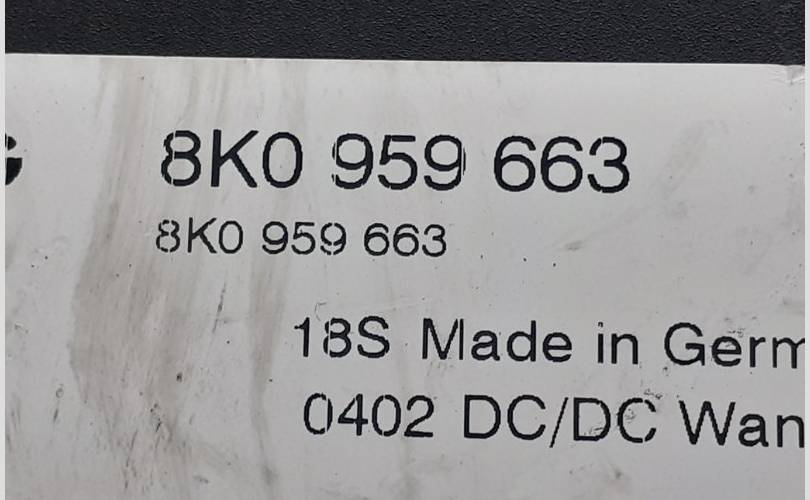 8K0 959 663
8K0 959 663
18S Made in Germ
0402 DC/DC Wan